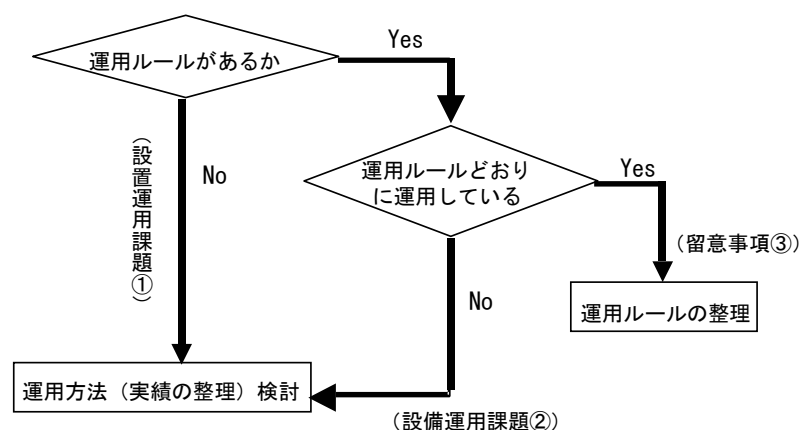 運用ルールがあるか
Yes
(設置運用課題①)
No
運用ルールどおり
に運用している
Yes
(留意事項③)
No
運用ルールの整理
運用方法（実績の整理）検討
(設備運用課題②)